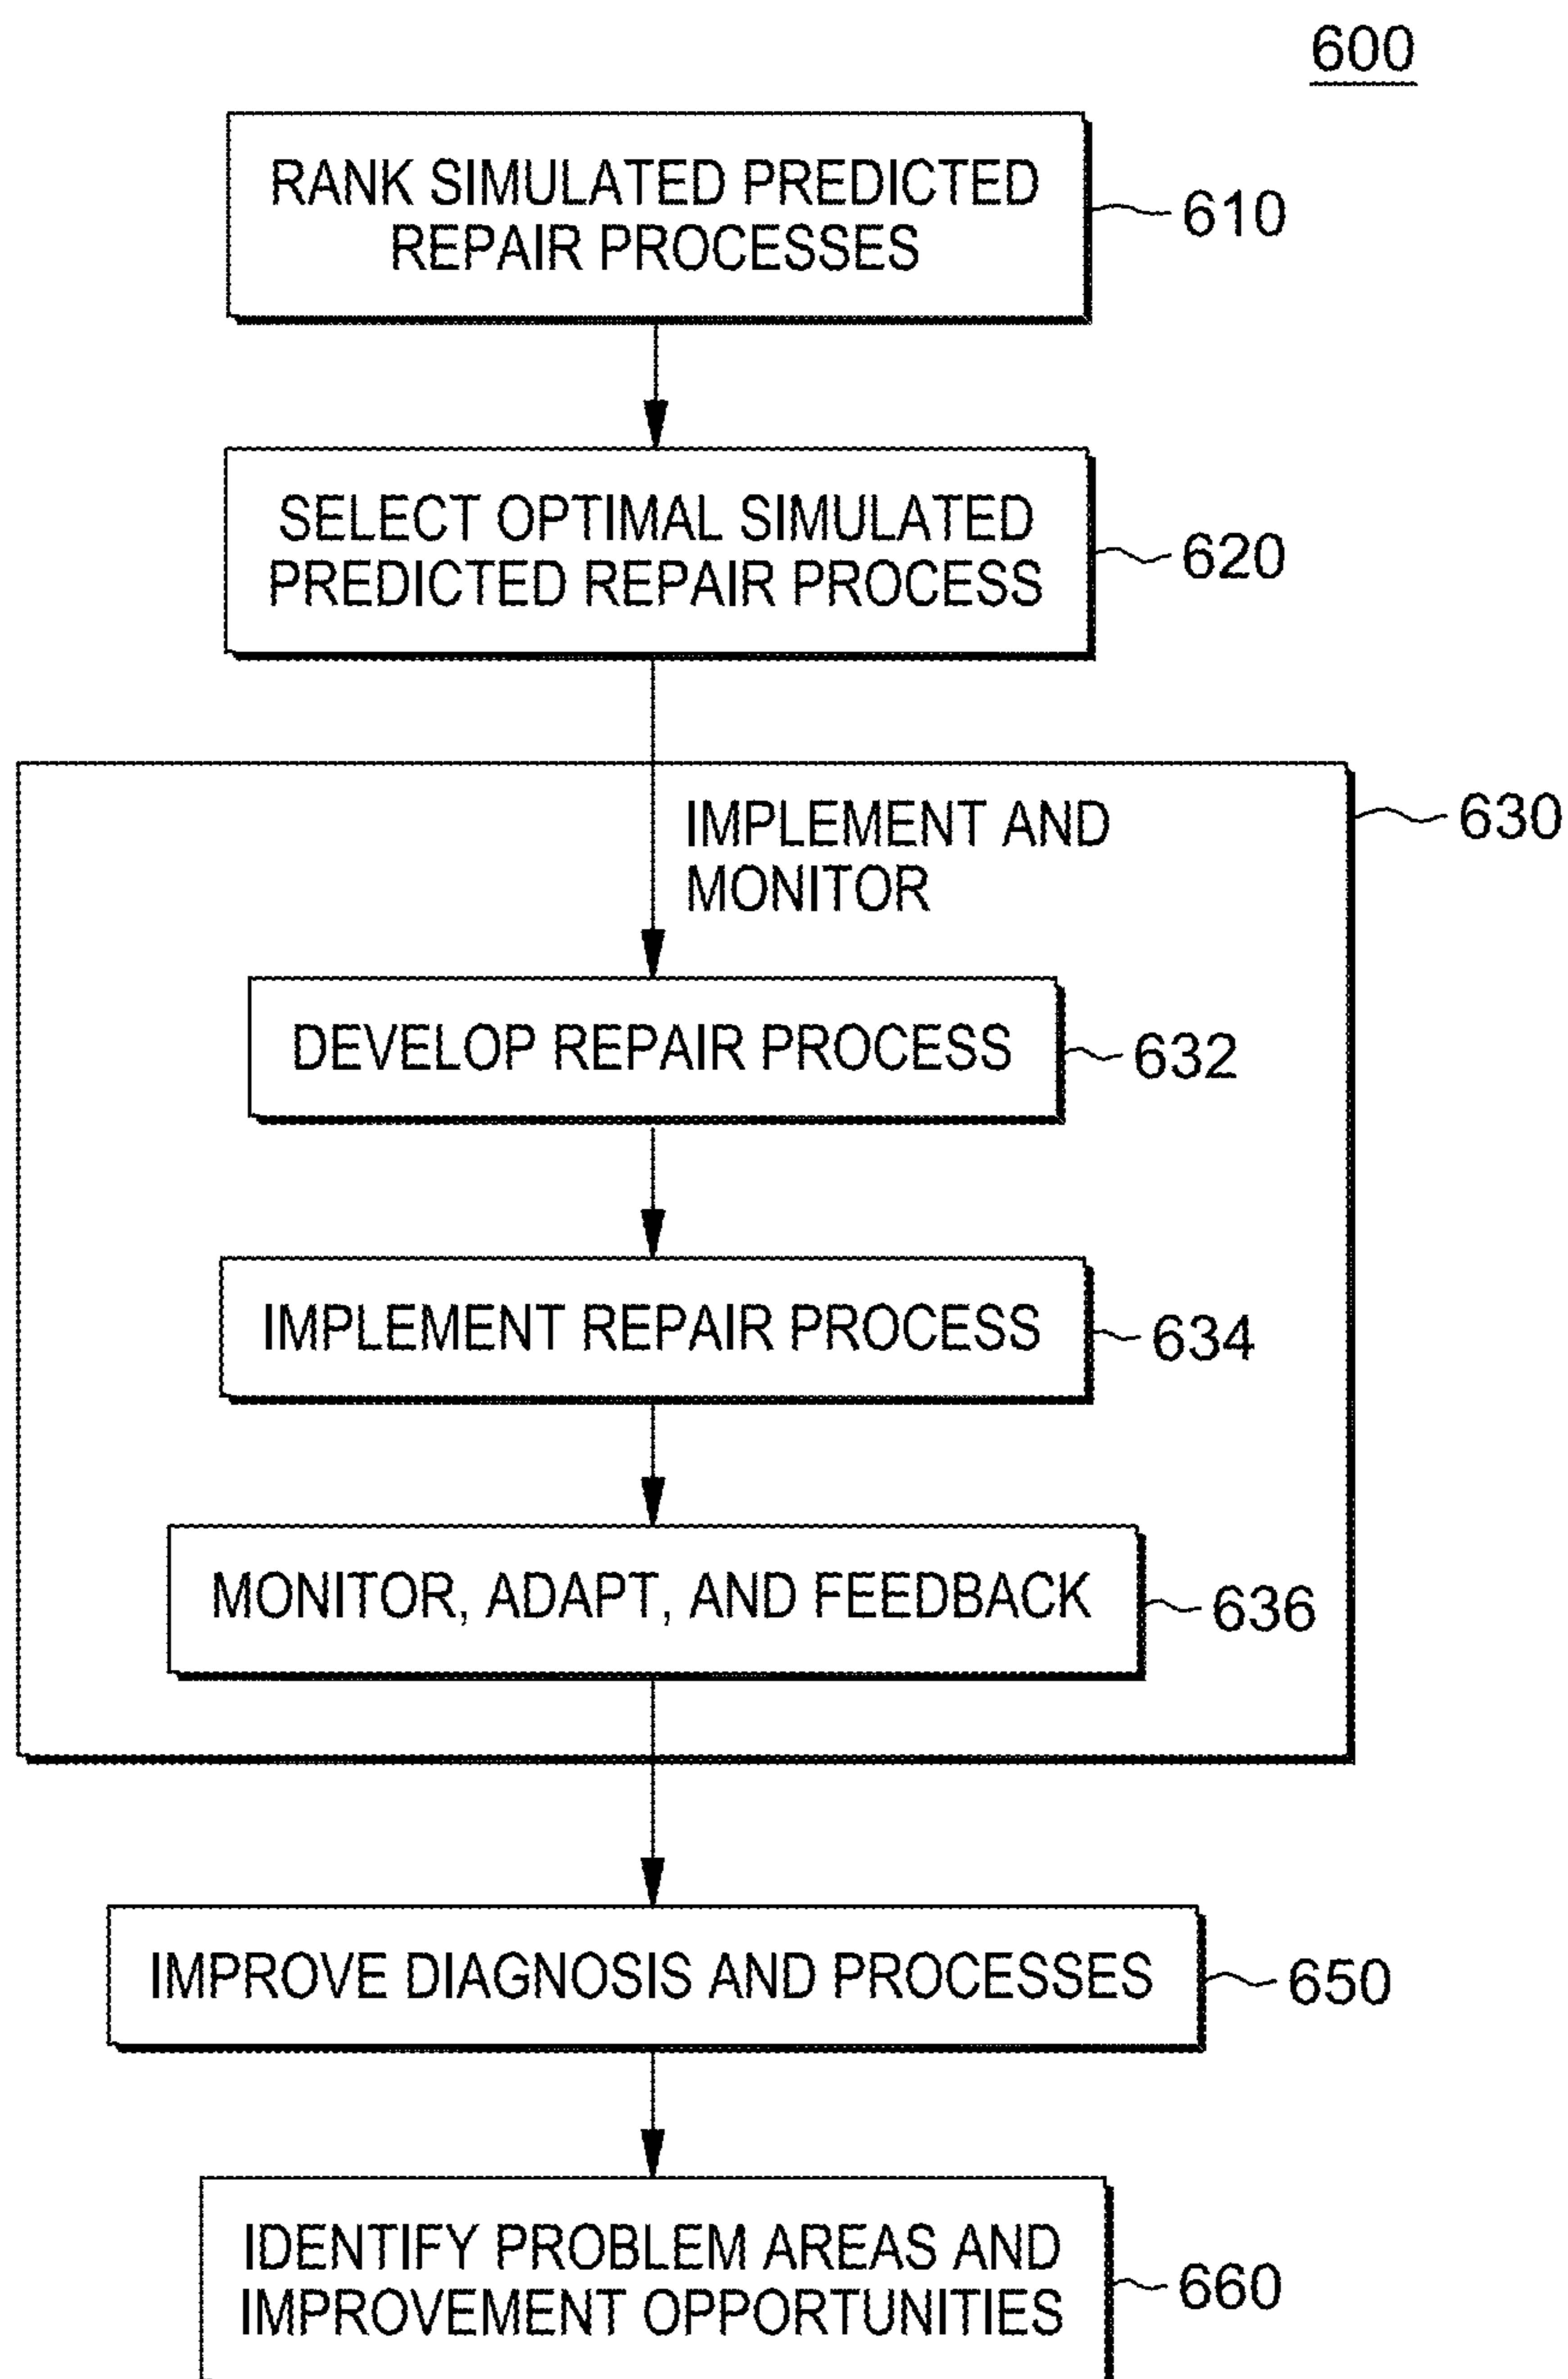 600
RANK SIMULATED PREDICTED
REPAIR PROCESSES
610
SELECT OPTIMAL SIMULATED
PREDICTED REPAIR PROCESS
620
IMPLEMENT AND
MONITOR
630
DEVELOP REPAIR PROCESS
632
IMPLEMENT REPAIR PROCESS
634
MONITOR, ADAPT, AND FEEDBACK
636
IMPROVE DIAGNOSIS AND PROCESSES
650
IDENTIFY PROBLEM AREAS AND
IMPROVEMENT OPPORTUNITIES
660